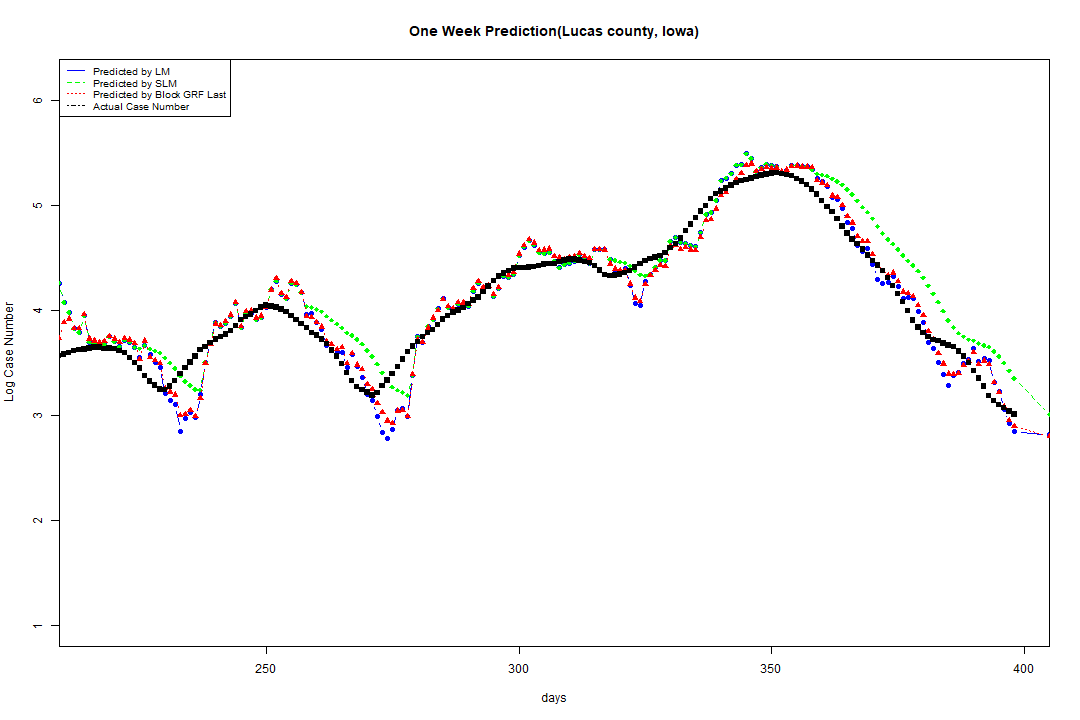 One Week Prediction(Lucas county, Iowa)
Predicted by LM
Predicted by SLM
Predicted by Block GRF Last
Actual Case Number
6
5
4
3
2
1
Log Case Number
250
300
350
400
days